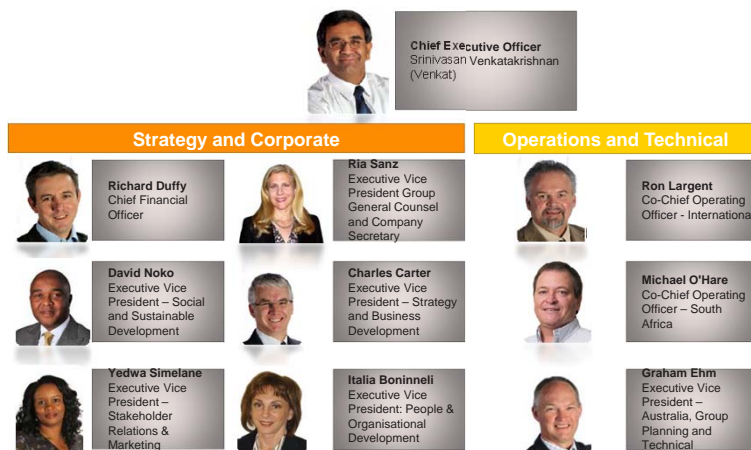 Chief Executive Officer
Srinivasan Venkatakrishnan
(Venkat)
Strategy and Corporate
Operations and Technical
Richard Duffy
Chief Financial
Officer
Ria Sanz
Executive Vice
President Group
General Counsel
and Company
Secretary
Ron Largent
Co-Chief Operating
Officer - Internationa
David Noko
Executive Vice
President – Social
and Sustainable
Development
Charles Carter
Executive Vice
President – Strategy
and Business
Development
Michael O'Hare
Co-Chief Operating
Officer – South
Africa
Yedwa Simelane
Executive Vice
President –
Stakeholder
Relations &
Marketing
Italia Boninneli
Executive Vice
President: People &
Organisational
Development
Graham Ehm
Executive Vice
President –
Australia, Group
Planning and
Technical